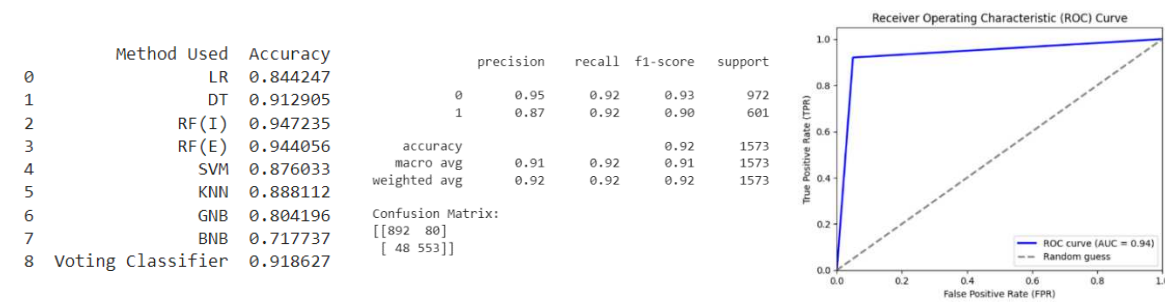 Method Used Accuracy
0 LR 0.844247
1 DT 0.912905
2 RF(I) 0.947235
3 RF(E) 0.944056
4 SVM 0.876033
5 KNN 0.888112
6 GNB 0.804196
7 BNB 0.717737
8 Voting Classifier 0.918627
precision recall f1-score support
0 0.95 0.92 0.93 972
1 0.87 0.92 0.90 601
accuracy 0.92 1573
macro avg 0.91 0.92 0.91 1573
weighted avg 0.92 0.92 0.92 1573
Confusion Matrix:
[[892 80]
[ 48 553]]
Receiver Operating Characteristic (ROC) Curve
True Positive Rate (TPR)
1.0
0.8
0.6
0.4
0.2
0.0
ROC curve (AUC = 0.94)
Random guess
0.0 0.2 0.4 0.6 0.8 1.0
False Positive Rate (FPR)